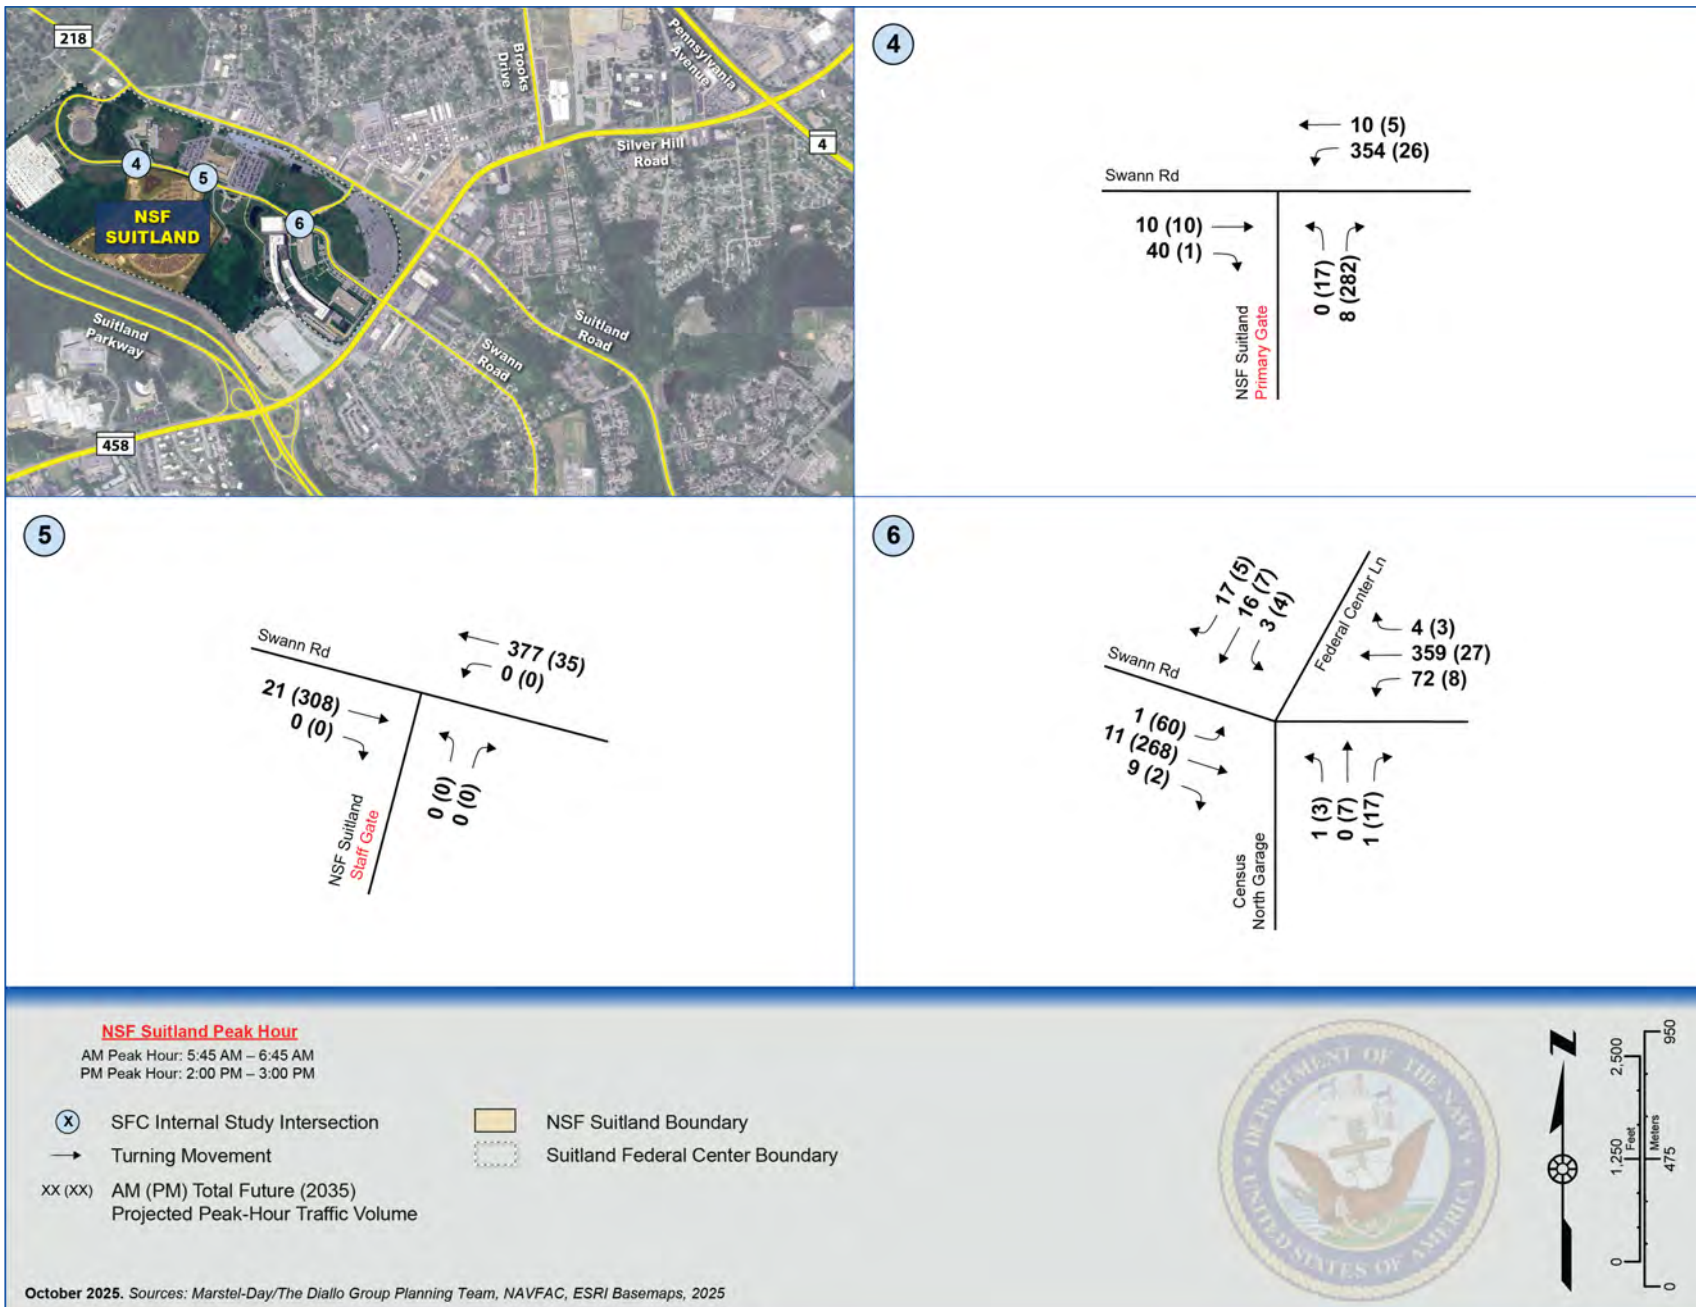 218
Brooks
Drive
Pennsylvania
Avenue
4
Silver Hill
Road
4
5
6
NSF
SUITLAND
Suitland
Parkway
Swann
Road
Suitland
Road
458
4
10 (5)
354 (26)
Swann Rd
10 (10)
40 (1)
0 (17)
8 (282)
NSF Suitland
Primary Gate
5
Swann Rd
377 (35)
0 (0)
21 (308)
0 (0)
0 (0)
0 (0)
NSF Suitland
Staff Gate
6
17 (5)
16 (7)
3 (4)
Federal Center Ln
4 (3)
359 (27)
72 (8)
Swann Rd
1 (60)
11 (268)
9 (2)
1 (3)
0 (7)
1 (17)
Census
North Garage
NSF Suitland Peak Hour
AM Peak Hour: 5:45 AM – 6:45 AM
PM Peak Hour: 2:00 PM – 3:00 PM
X SFC Internal Study Intersection
Turning Movement
XX (XX) AM (PM) Total Future (2035)
Projected Peak-Hour Traffic Volume
NSF Suitland Boundary
Suitland Federal Center Boundary
DEPARTMENT OF THE NAVY
UNITED STATES OF AMERICA
N
0 1,250 2,500
Feet
Meters
0 475 950
October 2025. Sources: Marstel-Day/The Diallo Group Planning Team, NAVFAC, ESRI Basemaps, 2025